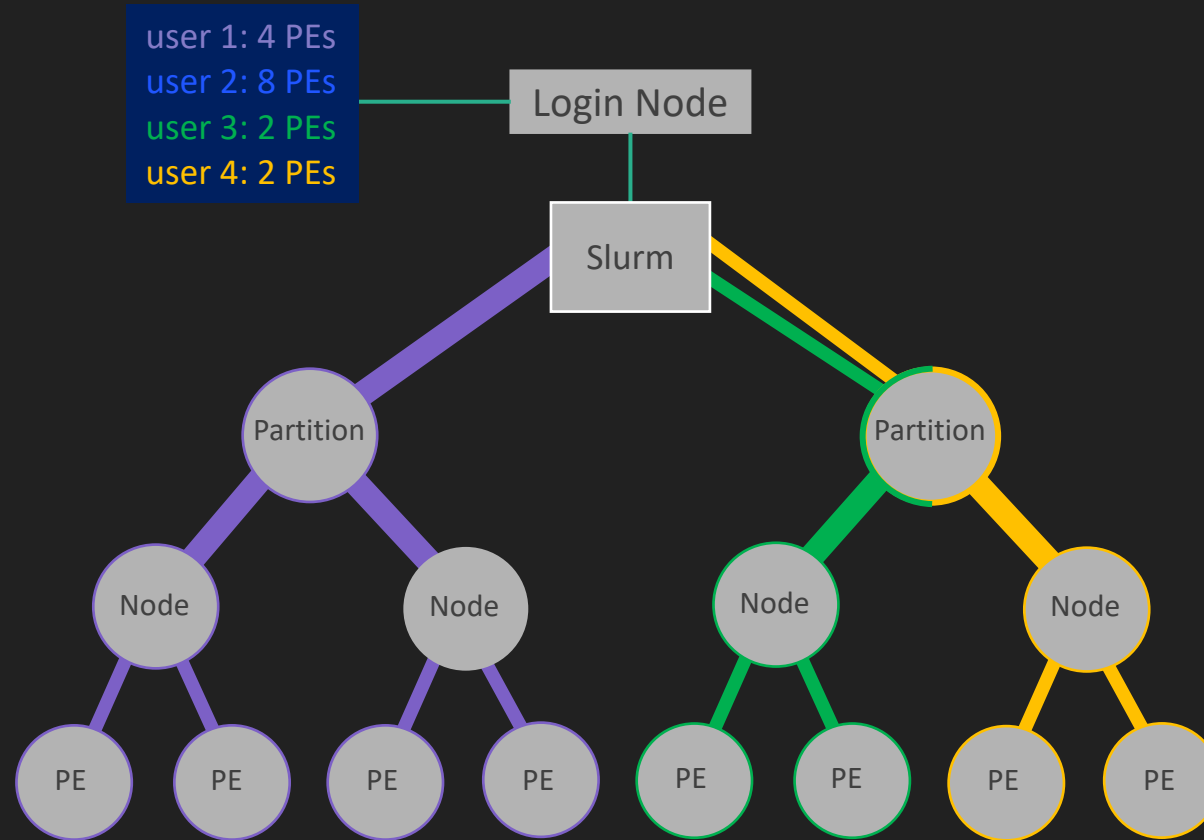 user 1: 4 PEs
user 2: 8 PEs
user 3: 2 PEs
user 4: 2 PEs
Login Node
Slurm
Partition
Partition
Node
Node
Node
Node
PE
PE
PE
PE
PE
PE
PE
PE